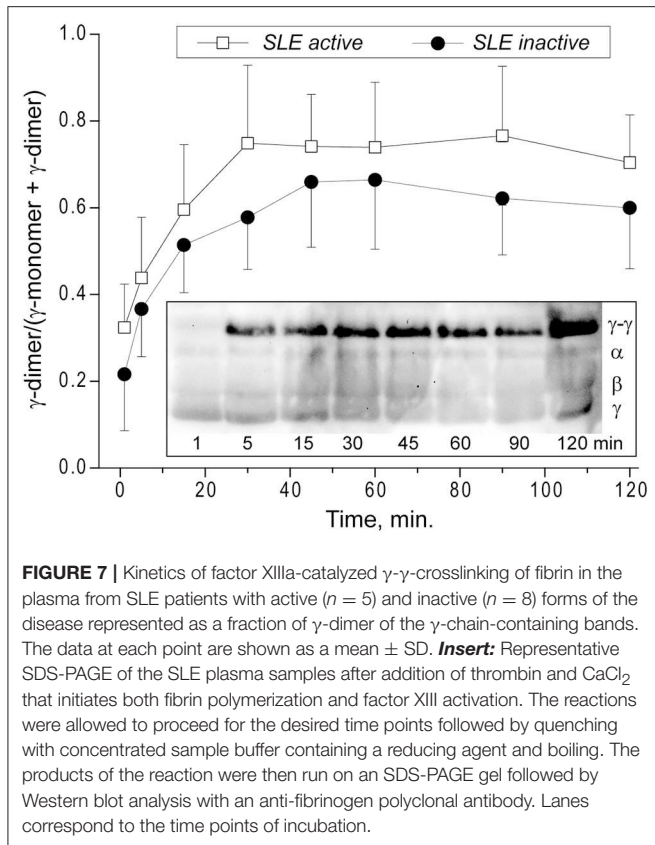 1.0
SLE active
SLE inactive
0.8
0.6
0.4
0.2
0.0
γ-dimer/(γ-monomer + γ-dimer)
γ-γ
α
β
γ
1 5 15 30 45 60 90 120 min
0 20 40 60 80 100 120
Time, min.
FIGURE 7 | Kinetics of factor XIIIa-catalyzed γ-γ-crosslinking of fibrin in the
plasma from SLE patients with active (n = 5) and inactive (n = 8) forms of the
disease represented as a fraction of γ-dimer of the γ-chain-containing bands.
The data at each point are shown as a mean ± SD. Insert: Representative
SDS-PAGE of the SLE plasma samples after addition of thrombin and CaCl2
that initiates both fibrin polymerization and factor XIII activation. The reactions
were allowed to proceed for the desired time points followed by quenching
with concentrated sample buffer containing a reducing agent and boiling. The
products of the reaction were then run on an SDS-PAGE gel followed by
Western blot analysis with an anti-fibrinogen polyclonal antibody. Lanes
correspond to the time points of incubation.